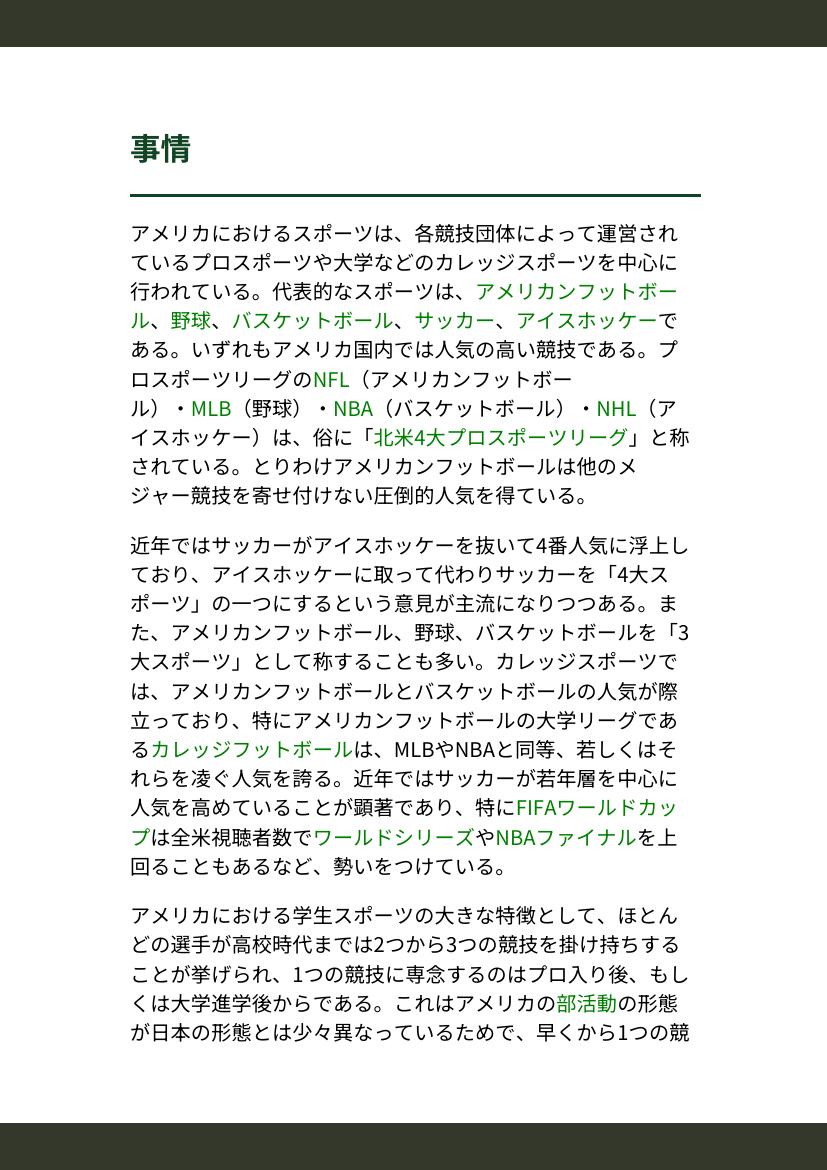 事情
アメリカにおけるスポーツは、各競技団体によって運営され
ているプロスポーツや大学などのカレッジスポーツを中心に
行われている。代表的なスポーツは、アメリカンフットボー
ル、野球、バスケットボール、サッカー、アイスホッケーで
ある。いずれもアメリカ国内では人気の高い競技である。プ
ロスポーツリーグのNFL（アメリカンフットボー
ル）・MLB（野球）・NBA（バスケットボール）・NHL（ア
イスホッケー）は、俗に「北米4大プロスポーツリーグ」と称
されている。とりわけアメリカンフットボールは他のメ
ジャー競技を寄せ付けない圧倒的人気を得ている。
近年ではサッカーがアイスホッケーを抜いて4番人気に浮上し
ており、アイスホッケーに取って代わりサッカーを「4大ス
ポーツ」の一つにするという意見が主流になりつつある。ま
た、アメリカンフットボール、野球、バスケットボールを「3
大スポーツ」として称することも多い。カレッジスポーツで
は、アメリカンフットボールとバスケットボールの人気が際
立っており、特にアメリカンフットボールの大学リーグであ
るカレッジフットボールは、MLBやNBAと同等、若しくはそ
れらを凌ぐ人気を誇る。近年ではサッカーが若年層を中心に
人気を高めていることが顕著であり、特にFIFAワールドカッ
プは全米視聴者数でワールドシリーズやNBAファイナルを上
回ることもあるなど、勢いをつけている。
アメリカにおける学生スポーツの大きな特徴として、ほとん
どの選手が高校時代までは2つから3つの競技を掛け持ちする
ことが挙げられ、1つの競技に専念するのはプロ入り後、もし
くは大学進学後からである。これはアメリカの部活動の形態
が日本の形態とは少々異なっているためで、早くから1つの競